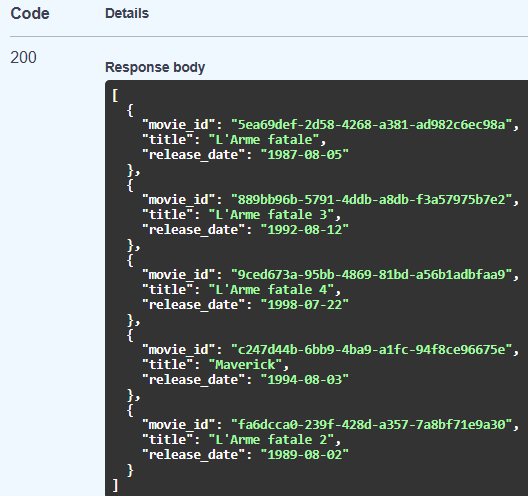 Code Details
200
Response body
[
  {
    "movie_id": "5ea69def-2d58-4268-a381-ad982c6ec98a",
    "title": "L'Arme fatale",
    "release_date": "1987-08-05"
  },
  {
    "movie_id": "889bb96b-5791-4ddb-a8db-f3a57975b7e2",
    "title": "L'Arme fatale 3",
    "release_date": "1992-08-12"
  },
  {
    "movie_id": "9ced673a-95bb-4869-81bd-a56b1adbfaa9",
    "title": "L'Arme fatale 4",
    "release_date": "1998-07-22"
  },
  {
    "movie_id": "c247d44b-6bb9-4ba9-a1fc-94f8ce96675e",
    "title": "Maverick",
    "release_date": "1994-08-03"
  },
  {
    "movie_id": "fa6dcca0-239f-428d-a357-7a8bf71e9a30",
    "title": "L'Arme fatale 2",
    "release_date": "1989-08-02"
  }
]